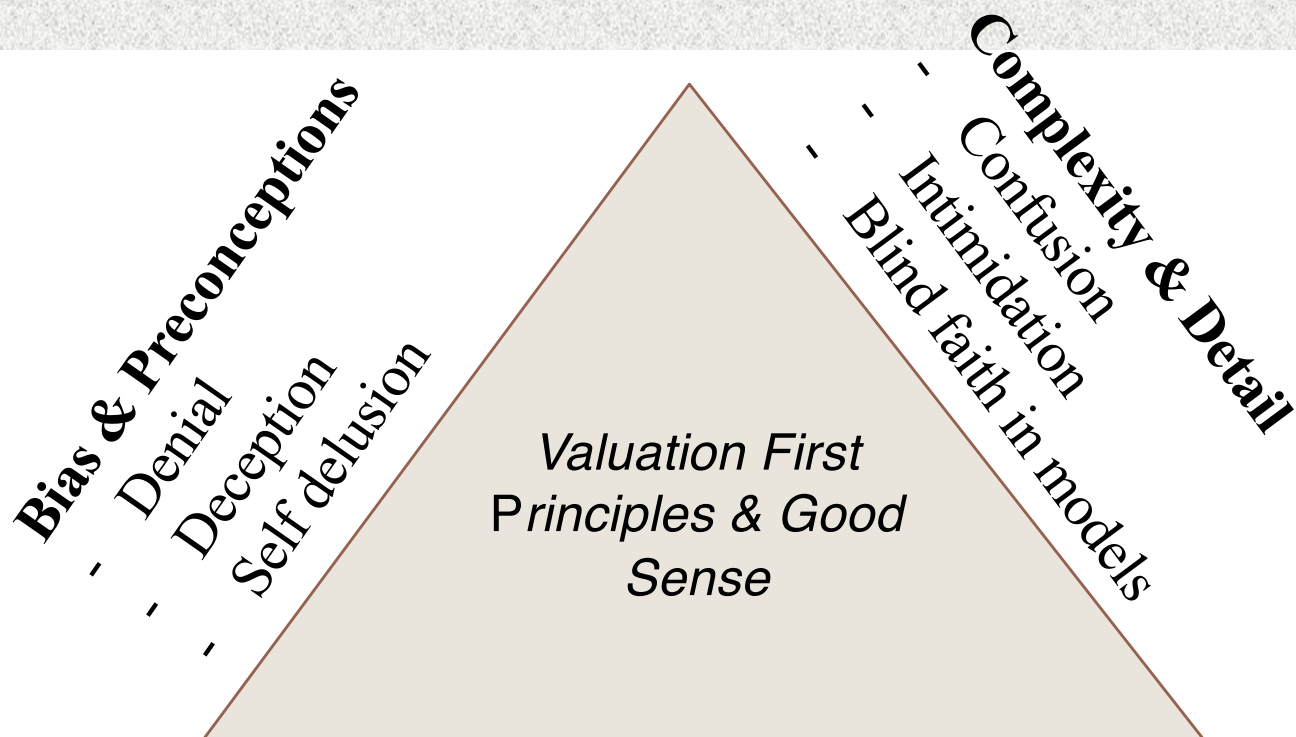 Bias & Preconceptions
- Denial
- Deception
- Self delusion
Complexity & Detail
- Confusion
- Intimidation
- Blind faith in models
Valuation First
Principles & Good
Sense